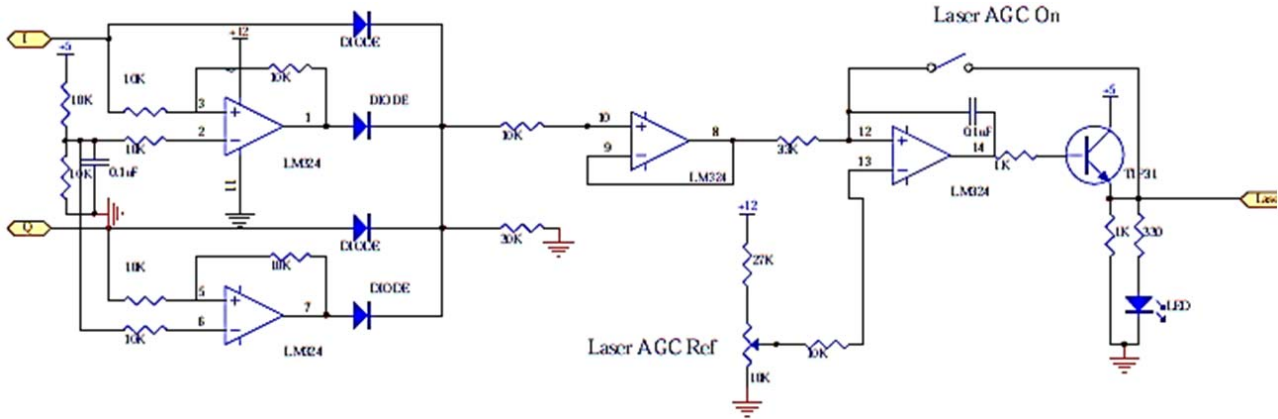 Laser AGC On
I
+5
+12
DIODE
10K
10K
10K
3
1
DIODE
2
10K
LM324
10K
0.1uF
11
10K
10
8
9
LM324
33K
12
0.1uF
13
14
LM324
1K
+5
TIP31
Q
DIODE
20K
+12
1K
330
10K
10K
5
7
DIODE
6
10K
LM324
27K
LED
Laser AGC Ref
10K
10K